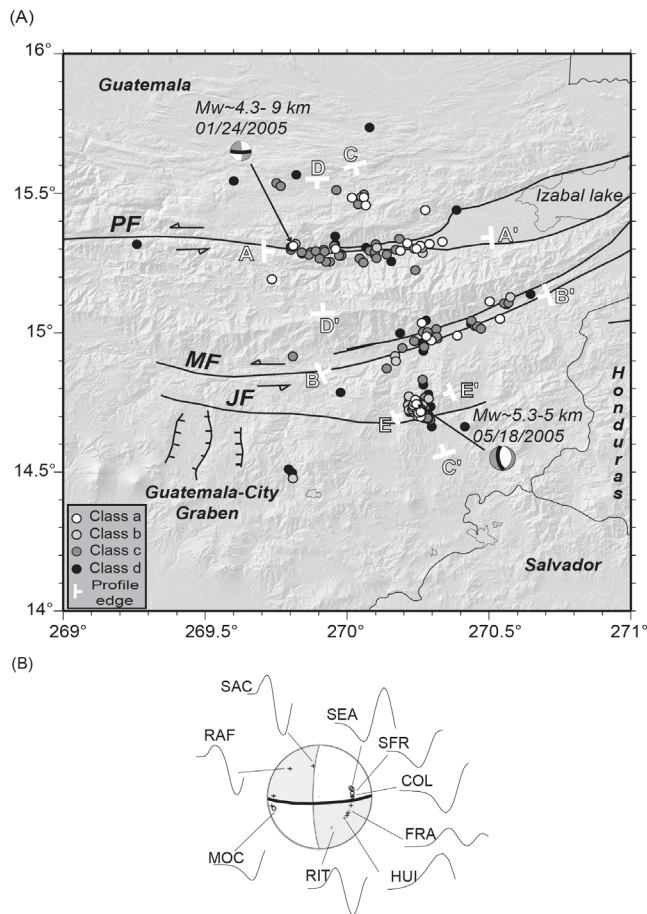 (A)
16°
Guatemala
Mw~4.3- 9 km
01/24/2005
D
C
15.5°
Izabal lake
PF
A
A'
D'
B'
15°
MF
B
E'
JF
E
Mw~5.3-5 km
05/18/2005
C'
Honduras
14.5°
Guatemala-City
Graben
Class a
Class b
Class c
Class d
Profile
edge
Salvador
14°
269° 269.5° 270° 270.5° 271°
(B)
SAC
SEA
RAF
SFR
COL
FRA
MOC
RIT
HUI